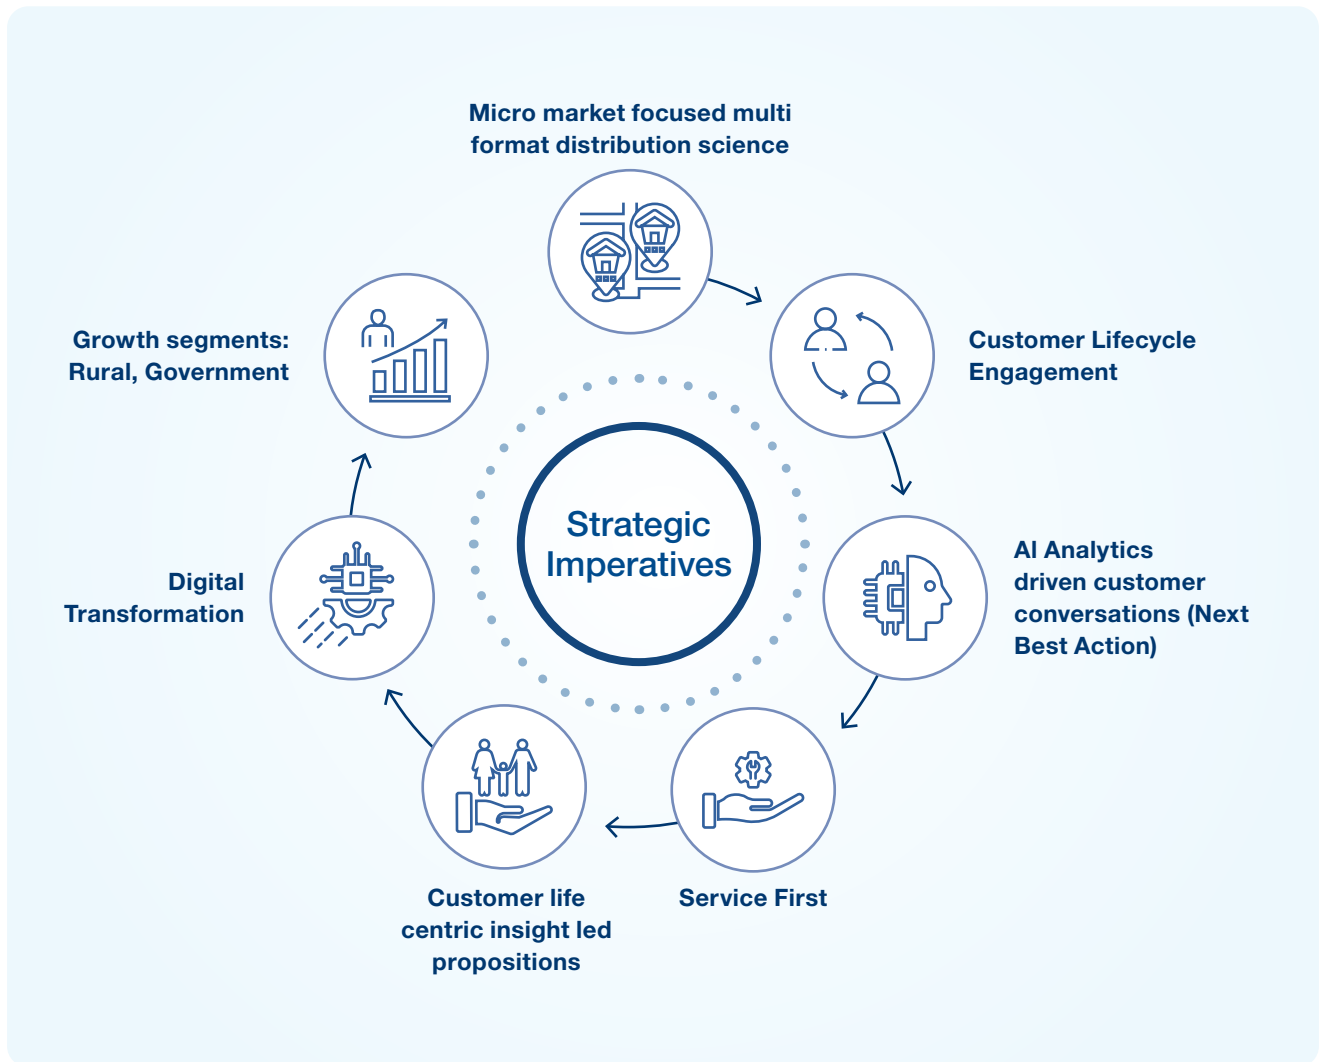 Micro market focused multi
format distribution science
Customer Lifecycle
Engagement
AI Analytics
driven customer
conversations (Next
Best Action)
Service First
Customer life
centric insight led
propositions
Digital
Transformation
Growth segments:
Rural, Government
Strategic
Imperatives